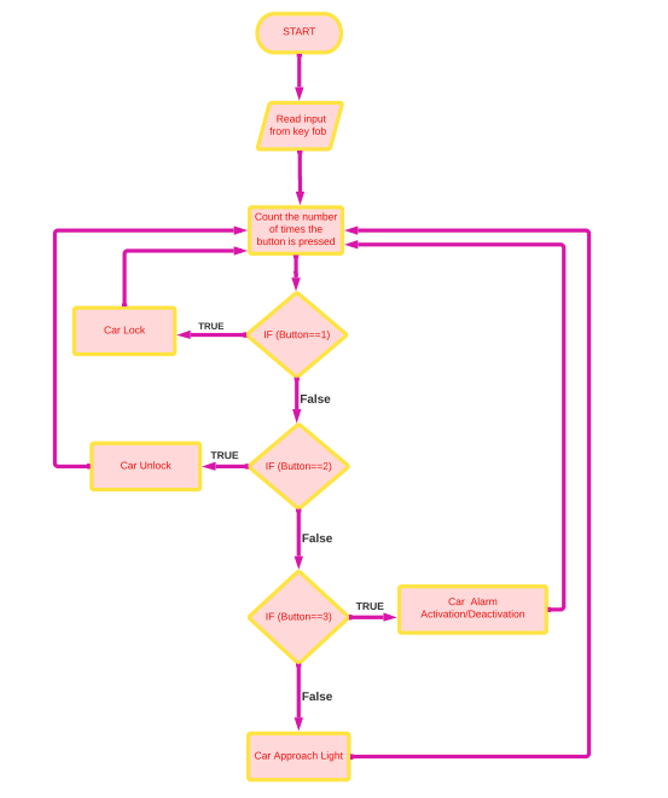 START
Read input
from key fob
Count the number
of times the
button is pressed
IF (Button==1)
TRUE
Car Lock
False
IF (Button==2)
TRUE
Car Unlock
False
IF (Button==3)
TRUE
Car Alarm
Activation/Deactivation
False
Car Approach Light